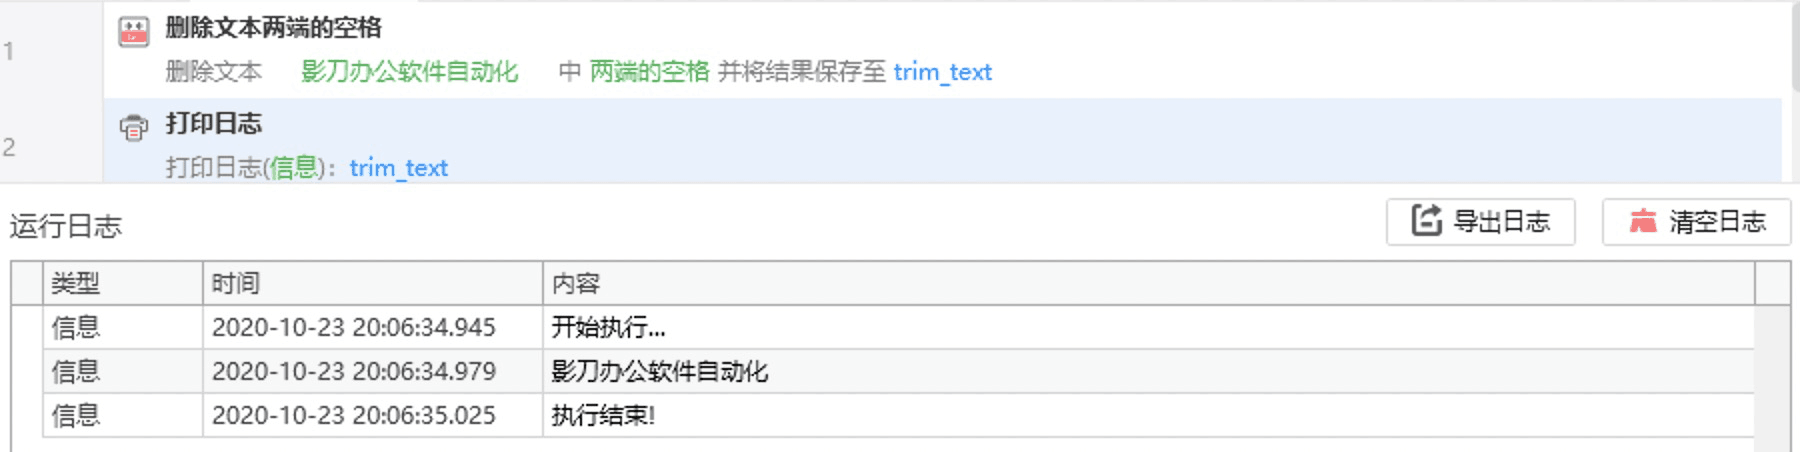 1
删除文本两端的空格
删除文本 影刀办公软件自动化 中 两端的空格 并将结果保存至 trim_text
2
打印日志
打印日志(信息)： trim_text
运行日志 导出日志 清空日志
类型 时间 内容
信息 2020-10-23 20:06:34.945 开始执行...
信息 2020-10-23 20:06:34.979 影刀办公软件自动化
信息 2020-10-23 20:06:35.025 执行结束!